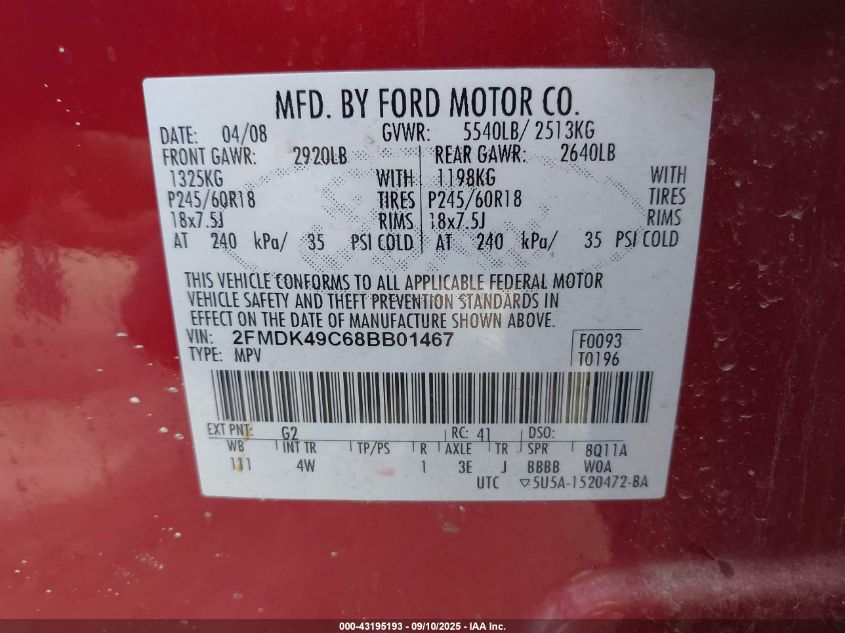 MFD. BY FORD MOTOR CO.
DATE: 04/08 GVWR: 5540LB/ 2513KG
FRONT GAWR: 2920LB REAR GAWR: 2640LB
1325KG WITH 1198KG WITH
P245/60R18 TIRES P245/60R18 TIRES
18x7.5J RIMS 18x7.5J RIMS
AT 240 kPa/ 35 PSI COLD AT 240 kPa/ 35 PSI COLD
THIS VEHICLE CONFORMS TO ALL APPLICABLE FEDERAL MOTOR
VEHICLE SAFETY AND THEFT PREVENTION STANDARDS IN
EFFECT ON THE DATE OF MANUFACTURE SHOWN ABOVE.
VIN: 2FMDK49C68BB01467 F0093
TYPE: MPV T0196
EXT PNT: G2 RC: 41 DSO:
WB INT TR TP/PS R AXLE TR SPR 8Q11A
111 4W 1 3E J BBBB WOA
UTC ▽5U5A-1520472-BA
000-43195193 - 09/10/2025 - IAA Inc.